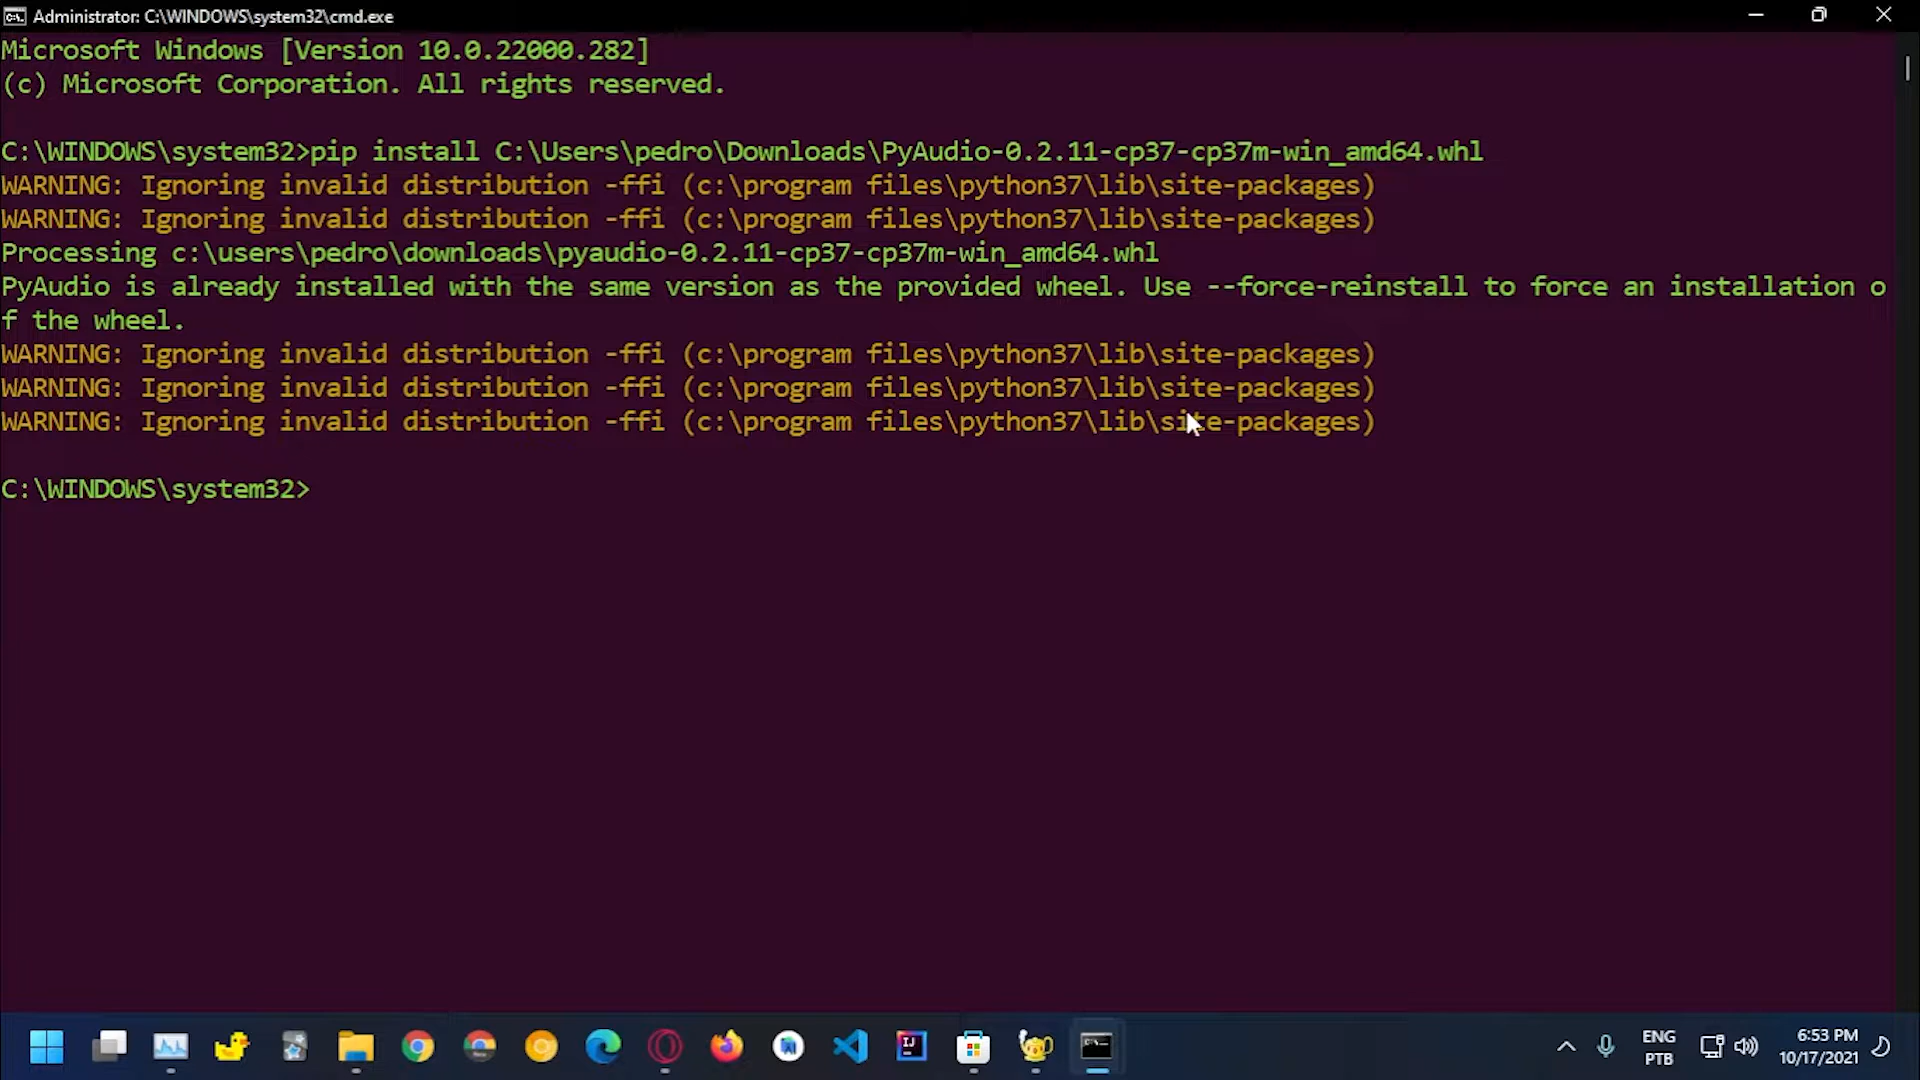 Administrator: C:\WINDOWS\system32\cmd.exe
Microsoft Windows [Version 10.0.22000.282]
(c) Microsoft Corporation. All rights reserved.
C:\WINDOWS\system32>pip install C:\Users\pedro\Downloads\PyAudio-0.2.11-cp37-cp37m-win_amd64.whl
WARNING: Ignoring invalid distribution -ffi (c:\program files\python37\lib\site-packages)
WARNING: Ignoring invalid distribution -ffi (c:\program files\python37\lib\site-packages)
Processing c:\users\pedro\downloads\pyaudio-0.2.11-cp37-cp37m-win_amd64.whl
PyAudio is already installed with the same version as the provided wheel. Use --force-reinstall to force an installation o
f the wheel.
WARNING: Ignoring invalid distribution -ffi (c:\program files\python37\lib\site-packages)
WARNING: Ignoring invalid distribution -ffi (c:\program files\python37\lib\site-packages)
WARNING: Ignoring invalid distribution -ffi (c:\program files\python37\lib\site-packages)
C:\WINDOWS\system32>
ENG
PTB
6:53 PM
10/17/2021